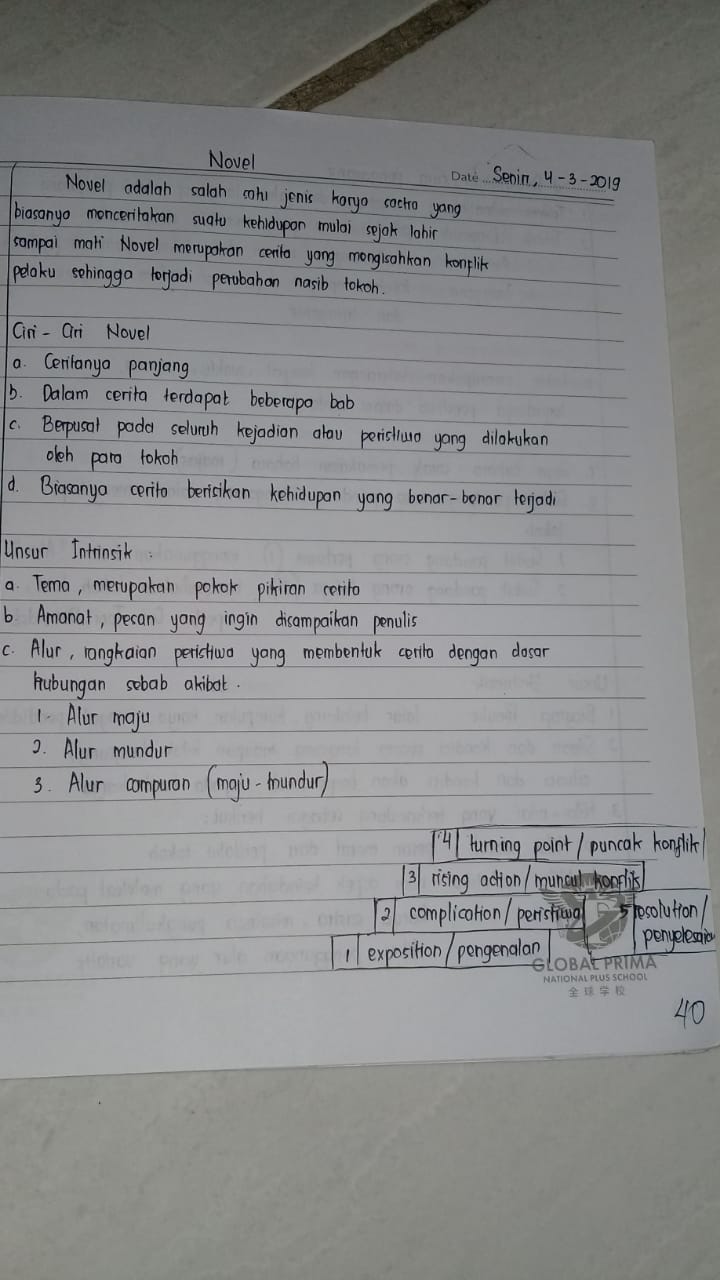 Novel
Date Senin, 4-3-2019
Novel adalah salah satu jenis karya sastra yang
biasanya menceritakan suatu kehidupan mulai sejak lahir
sampai mati Novel merupakan cerita yang mengisahkan konflik
pelaku sehingga terjadi perubahan nasib tokoh.
Ciri - Ciri Novel
a. Ceritanya panjang
b. Dalam cerita terdapat beberapa bab
c. Berpusat pada seluruh kejadian atau peristiwa yang dilakukan
oleh para tokoh
d. Biasanya cerita berisikan kehidupan yang benar-benar terjadi
Unsur Intrinsik :
a. Tema, merupakan pokok pikiran cerita
b Amanat, pesan yang ingin disampaikan penulis
c. Alur, rangkaian peristiwa yang membentuk cerita dengan dasar
hubungan sebab akibat.
1. Alur maju
2. Alur mundur
3. Alur campuran (maju-mundur)
4 turning point / puncak konflik
3 rising action / muncul konflik
2 complication / peristiwa
5 resolution /
penyelesaian
1 exposition / pengenalan
GLOBAL PRIMA
NATIONAL PLUS SCHOOL
全球学校
40